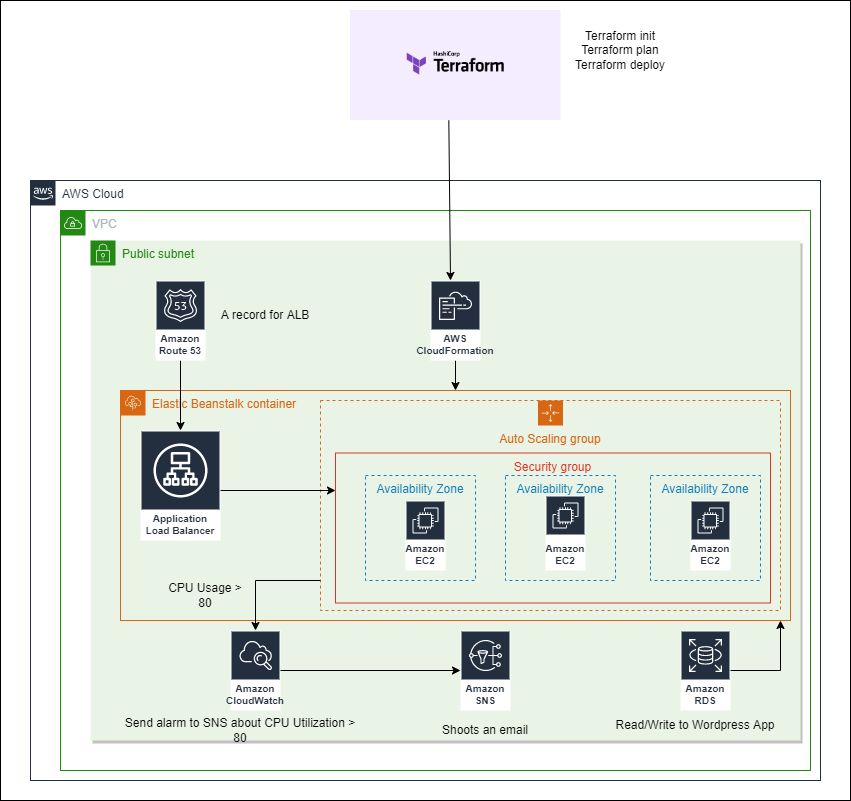 HashiCorp
Terraform
Terraform init
Terraform plan
Terraform deploy
aws
AWS Cloud
VPC
Public subnet
53
Amazon
Route 53
A record for ALB
AWS
CloudFormation
Elastic Beanstalk container
Auto Scaling group
Security group
Availability Zone
Availability Zone
Availability Zone
Amazon
EC2
Amazon
EC2
Amazon
EC2
Application
Load Balancer
CPU Usage >
80
Amazon
CloudWatch
Amazon
SNS
Amazon
RDS
Send alarm to SNS about CPU Utilization >
80
Shoots an email
Read/Write to Wordpress App